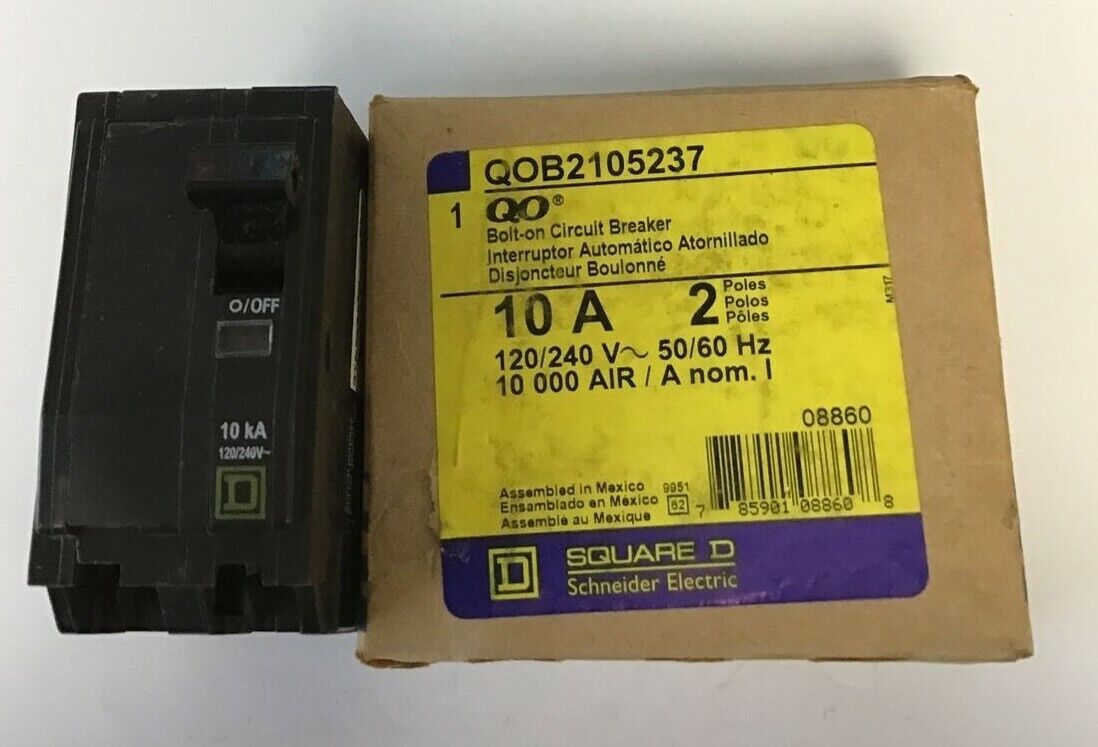 O/OFF
10 kA
120/240V~
D
QOB2105237
1 QO®
Bolt-on Circuit Breaker
Interruptor Automático Atornillado
Disjoncteur Boulonné
10 A 2 Poles
Polos
Pôles
120/240 V~ 50/60 Hz
10 000 AIR / A nom. I
M317
08860
Assembled in Mexico 9951
Ensamblado en México 62
Assemblé au Mexique
7 85901 08860 8
D SQUARE D
Schneider Electric